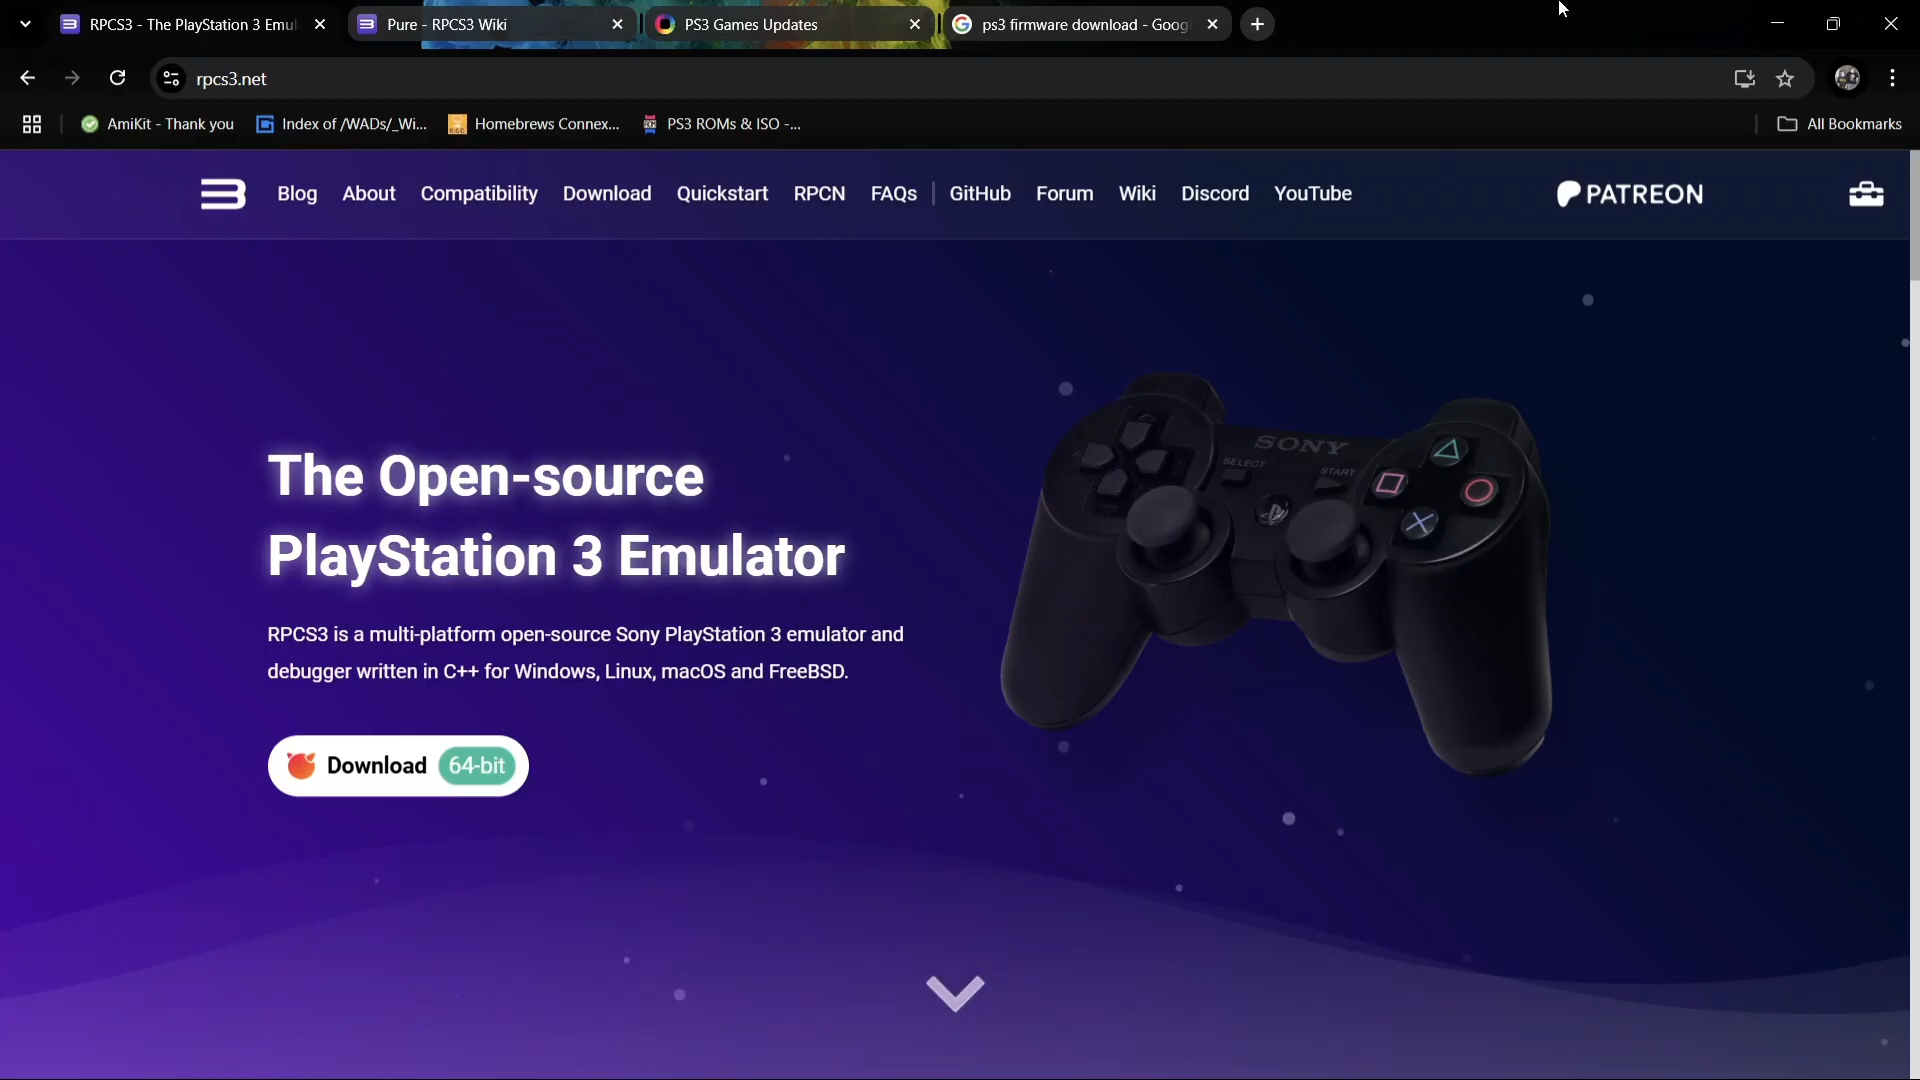 RPCS3 - The PlayStation 3 Emul
Pure - RPCS3 Wiki
PS3 Games Updates
ps3 firmware download - Goog
rpcs3.net
AmiKit - Thank you
Index of /WADs/_Wi...
Homebrews Connex...
PS3 ROMs & ISO -...
All Bookmarks
Blog
About
Compatibility
Download
Quickstart
RPCN
FAQs
GitHub
Forum
Wiki
Discord
YouTube
PATREON
SONY
SELECT
START
The Open-source
PlayStation 3 Emulator
RPCS3 is a multi-platform open-source Sony PlayStation 3 emulator and
debugger written in C++ for Windows, Linux, macOS and FreeBSD.
Download 64-bit